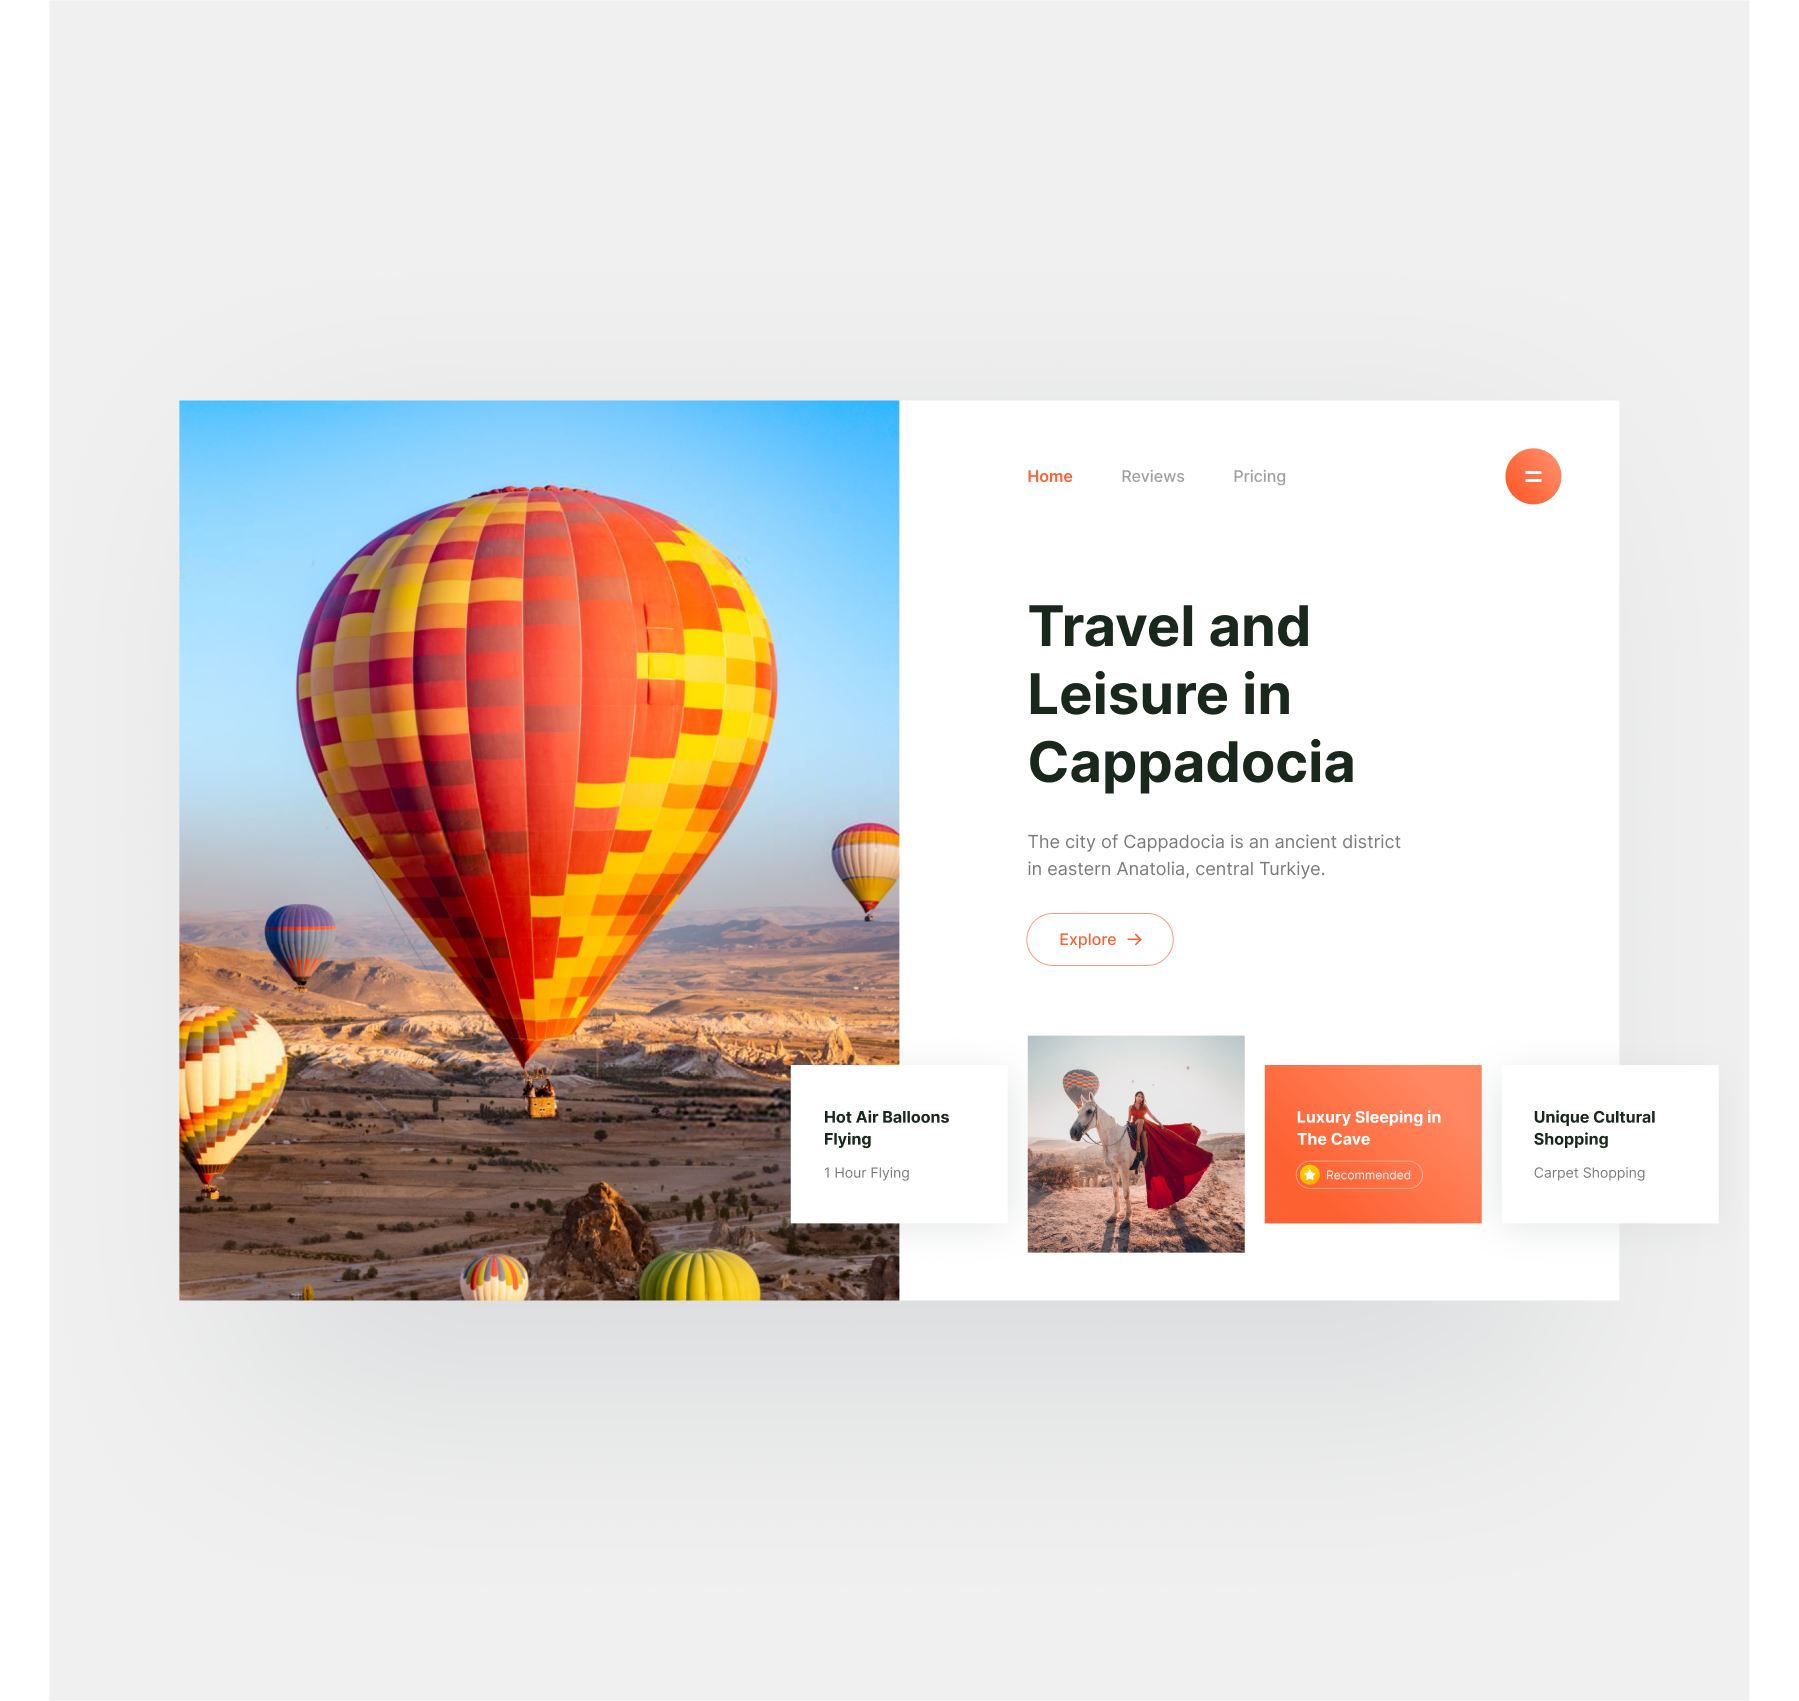 Home
Reviews
Pricing
Travel and
Leisure in
Cappadocia
The city of Cappadocia is an ancient district
in eastern Anatolia, central Turkiye.
Explore
Hot Air Balloons
Flying
1 Hour Flying
Luxury Sleeping in
The Cave
Recommended
Unique Cultural
Shopping
Carpet Shopping